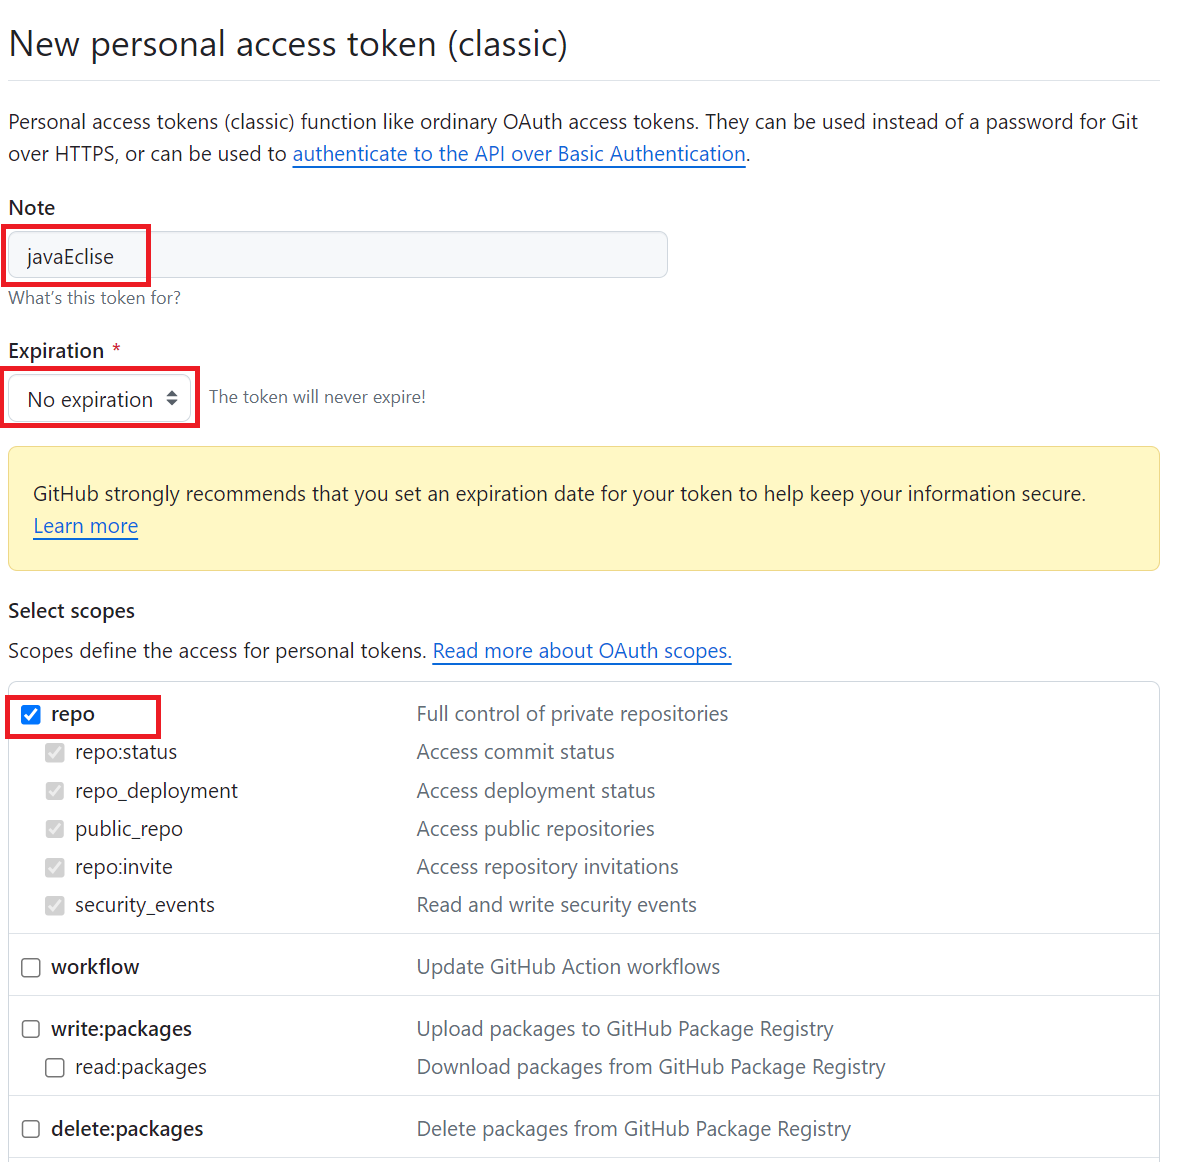 New personal access token (classic)
Personal access tokens (classic) function like ordinary OAuth access tokens. They can be used instead of a password for Git
over HTTPS, or can be used to authenticate to the API over Basic Authentication.
Note
javaEclise
What's this token for?
Expiration *
No expiration The token will never expire!
GitHub strongly recommends that you set an expiration date for your token to help keep your information secure.
Learn more
Select scopes
Scopes define the access for personal tokens. Read more about OAuth scopes.
repo Full control of private repositories
repo:status Access commit status
repo_deployment Access deployment status
public_repo Access public repositories
repo:invite Access repository invitations
security_events Read and write security events
workflow Update GitHub Action workflows
write:packages Upload packages to GitHub Package Registry
read:packages Download packages from GitHub Package Registry
delete:packages Delete packages from GitHub Package Registry